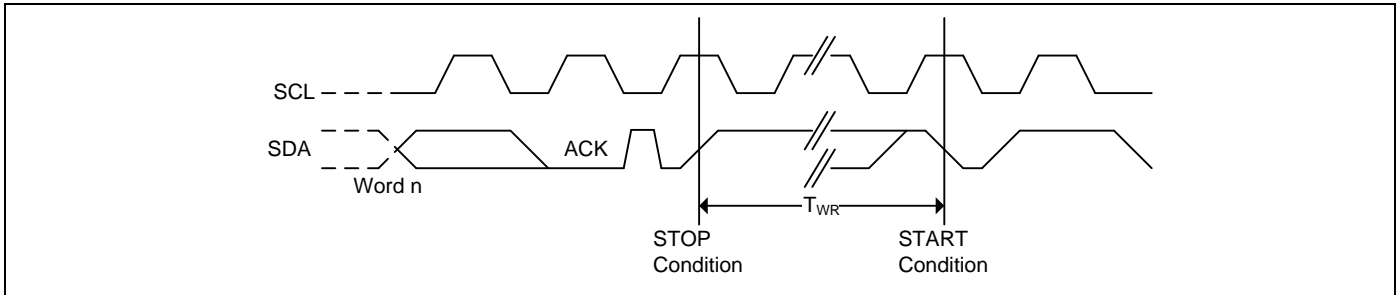 SCL
SDA
ACK
Word n
TWR
STOP
Condition
START
Condition